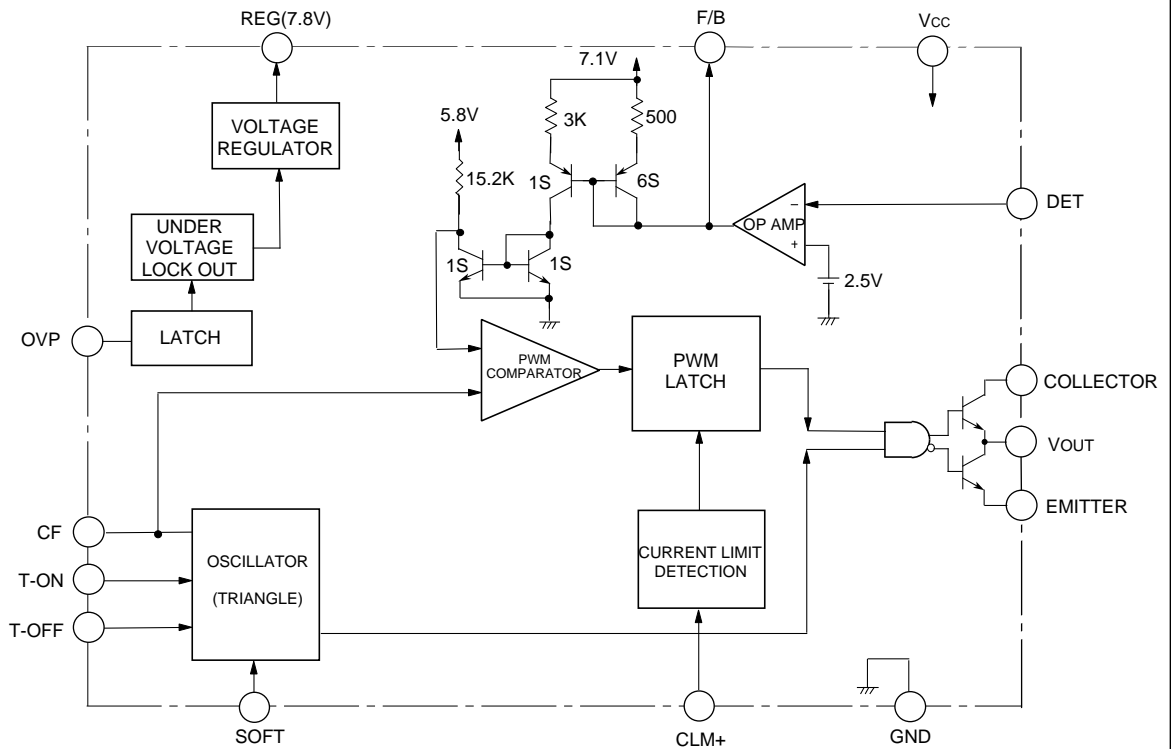 REG(7.8V)
F/B
Vcc
7.1V
5.8V
3K
500
VOLTAGE
REGULATOR
15.2K
1S
6S
DET
OP AMP
–
+
UNDER
VOLTAGE
LOCK OUT
1S
1S
2.5V
OVP
LATCH
PWM
COMPARATOR
PWM
LATCH
COLLECTOR
VOUT
EMITTER
CF
OSCILLATOR
(TRIANGLE)
CURRENT LIMIT
DETECTION
T-ON
T-OFF
SOFT
CLM+
GND